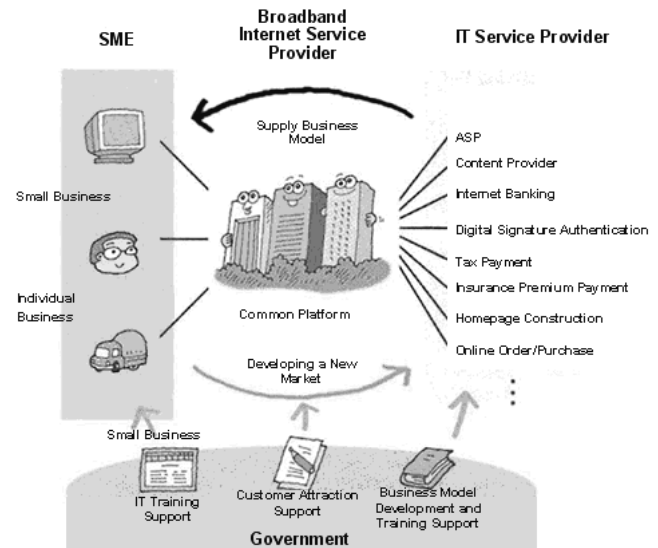 SME
Broadband
Internet Service
Provider
IT Service Provider
Supply Business
Model
ASP
Content Provider
Internet Banking
Digital Signature Authentication
Tax Payment
Insurance Premium Payment
Homepage Construction
Online Order/Purchase
Small Business
Individual
Business
Common Platform
Developing a New
Market
Small Business
IT Training
Support
Customer Attraction
Support
Business Model
Development and
Training Support
Government